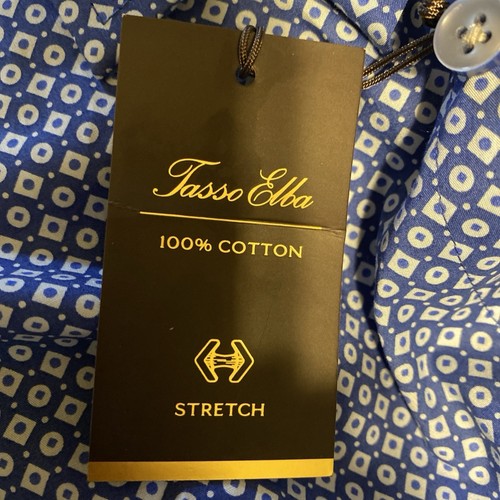 Tasso Elba
100% COTTON
STRETCH